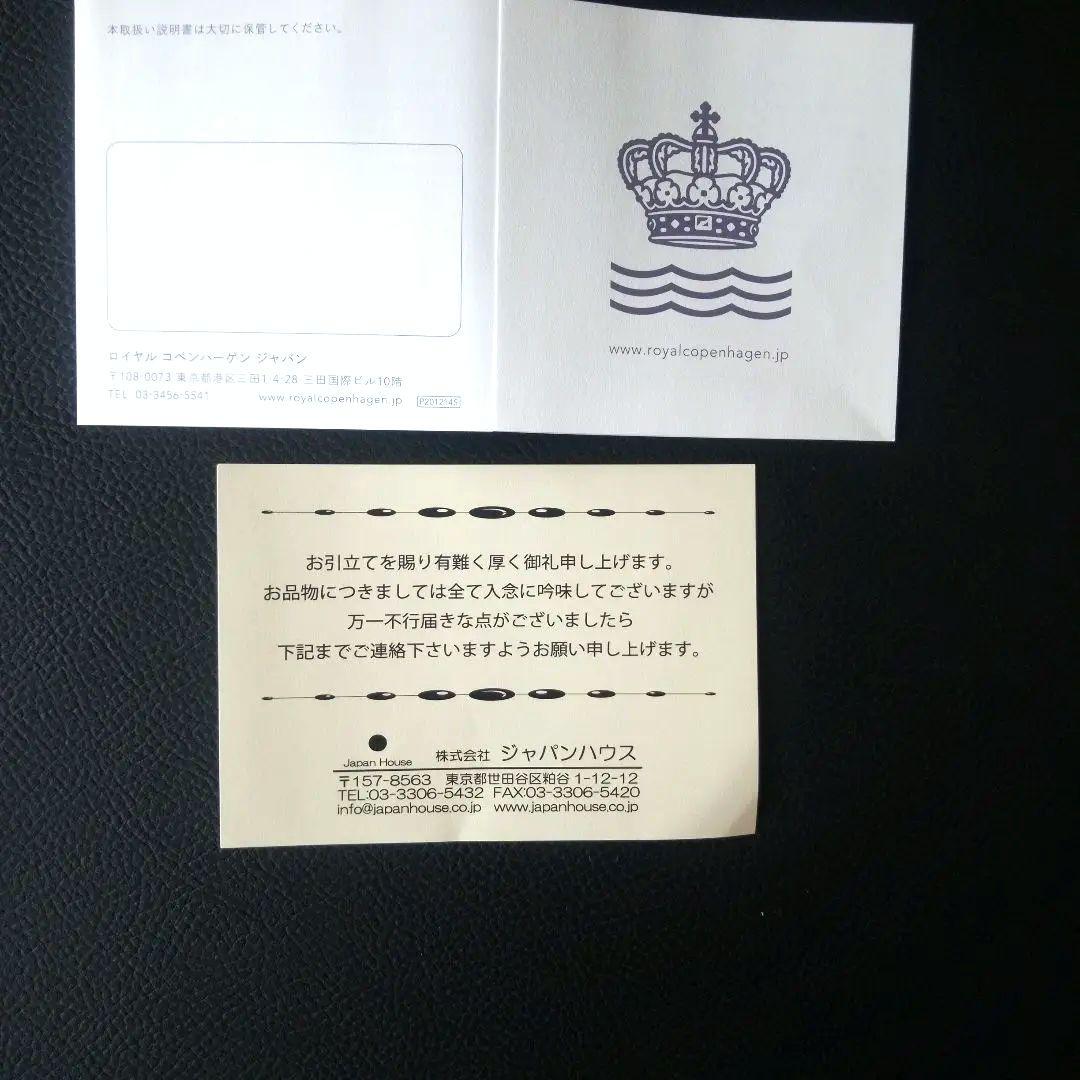 本取扱い説明書は大切に保管してください。
ロイヤル コペンハーゲン ジャパン
〒108-0073 東京都港区三田1-4-28 三田国際ビル10階
TEL 03-3456-5541 www.royalcopenhagen.jp P201214S
www.royalcopenhagen.jp
お引立てを賜り有難く厚く御礼申し上げます。
お品物につきましては全て入念に吟味してございますが
万一不行届きな点がございましたら
下記までご連絡下さいますようお願い申し上げます。
Japan House 株式会社 ジャパンハウス
〒157-8563 東京都世田谷区粕谷1-12-12
TEL:03-3306-5432 FAX:03-3306-5420
info@japanhouse.co.jp www.japanhouse.co.jp